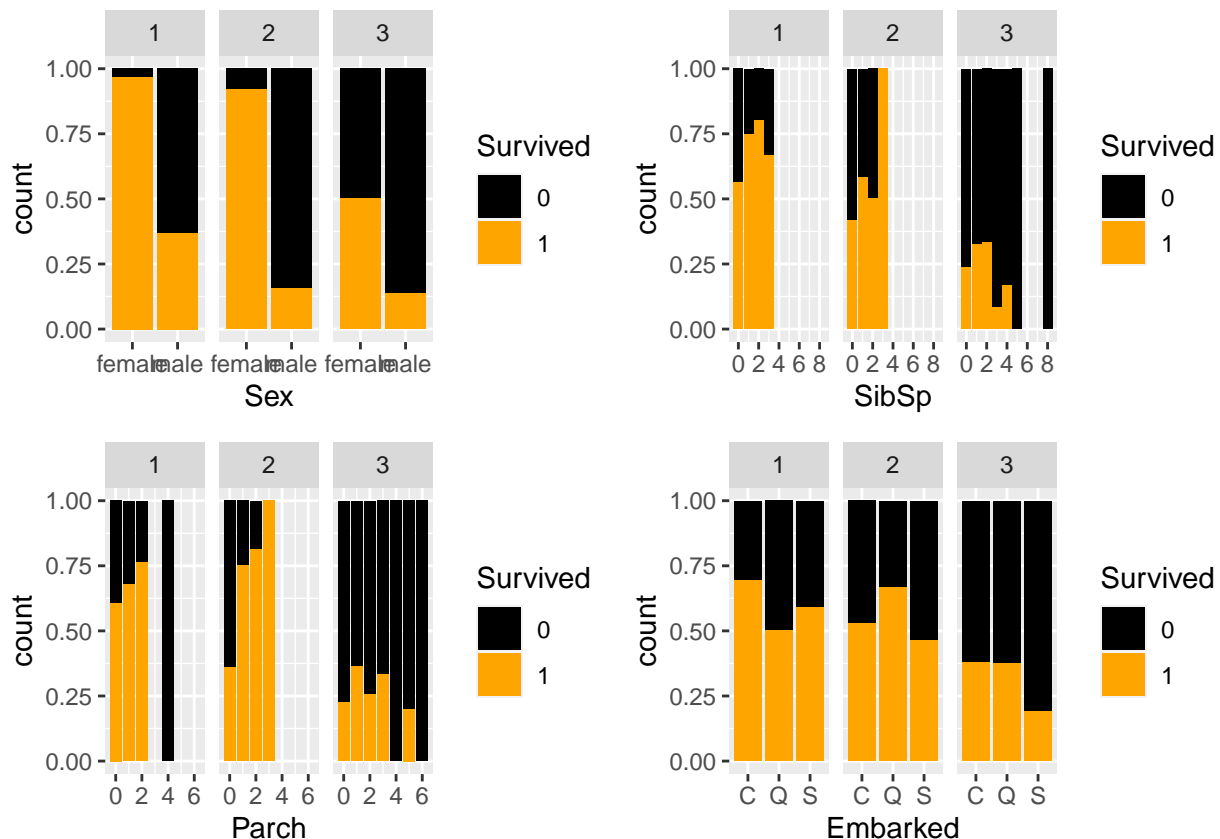 1 2 3
1.00
0.75
0.50
0.25
0.00
count
female male female male female male
Sex
Survived
0
1
1 2 3
1.00
0.75
0.50
0.25
0.00
count
0 2 4 6 8 0 2 4 6 8 0 2 4 6 8
SibSp
Survived
0
1
1 2 3
1.00
0.75
0.50
0.25
0.00
count
0 2 4 6 0 2 4 6 0 2 4 6
Parch
Survived
0
1
1 2 3
1.00
0.75
0.50
0.25
0.00
count
C Q S C Q S C Q S
Embarked
Survived
0
1